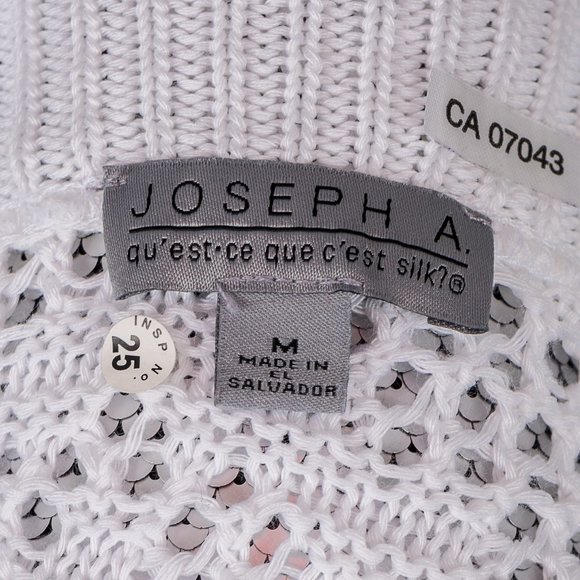 CA 07043
JOSEPH A.
qu'est-ce que c'est silk?®
M
MADE IN
EL
SALVADOR
INSP NO.
25